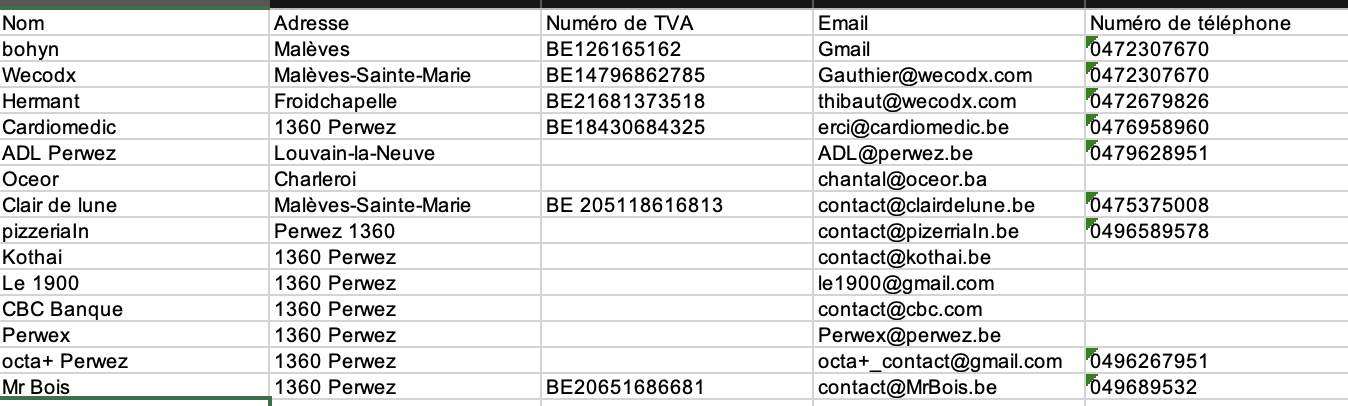 Nom Adresse Numéro de TVA Email Numéro de téléphone
bohyn Malèves BE126165162 Gmail 0472307670
Wecodx Malèves-Sainte-Marie BE14796862785 Gauthier@wecodx.com 0472307670
Hermant Froidchapelle BE21681373518 thibaut@wecodx.com 0472679826
Cardiomedic 1360 Perwez BE18430684325 erci@cardiomedic.be 0476958960
ADL Perwez Louvain-la-Neuve ADL@perwez.be 0479628951
Oceor Charleroi chantal@oceor.ba
Clair de lune Malèves-Sainte-Marie BE 205118616813 contact@clairdelune.be 0475375008
pizzeriaIn Perwez 1360 contact@pizerriaIn.be 0496589578
Kothai 1360 Perwez contact@kothai.be
Le 1900 1360 Perwez le1900@gmail.com
CBC Banque 1360 Perwez contact@cbc.com
Perwex 1360 Perwez Perwex@perwez.be
octa+ Perwez 1360 Perwez octa+_contact@gmail.com 0496267951
Mr Bois 1360 Perwez BE20651686681 contact@MrBois.be 049689532